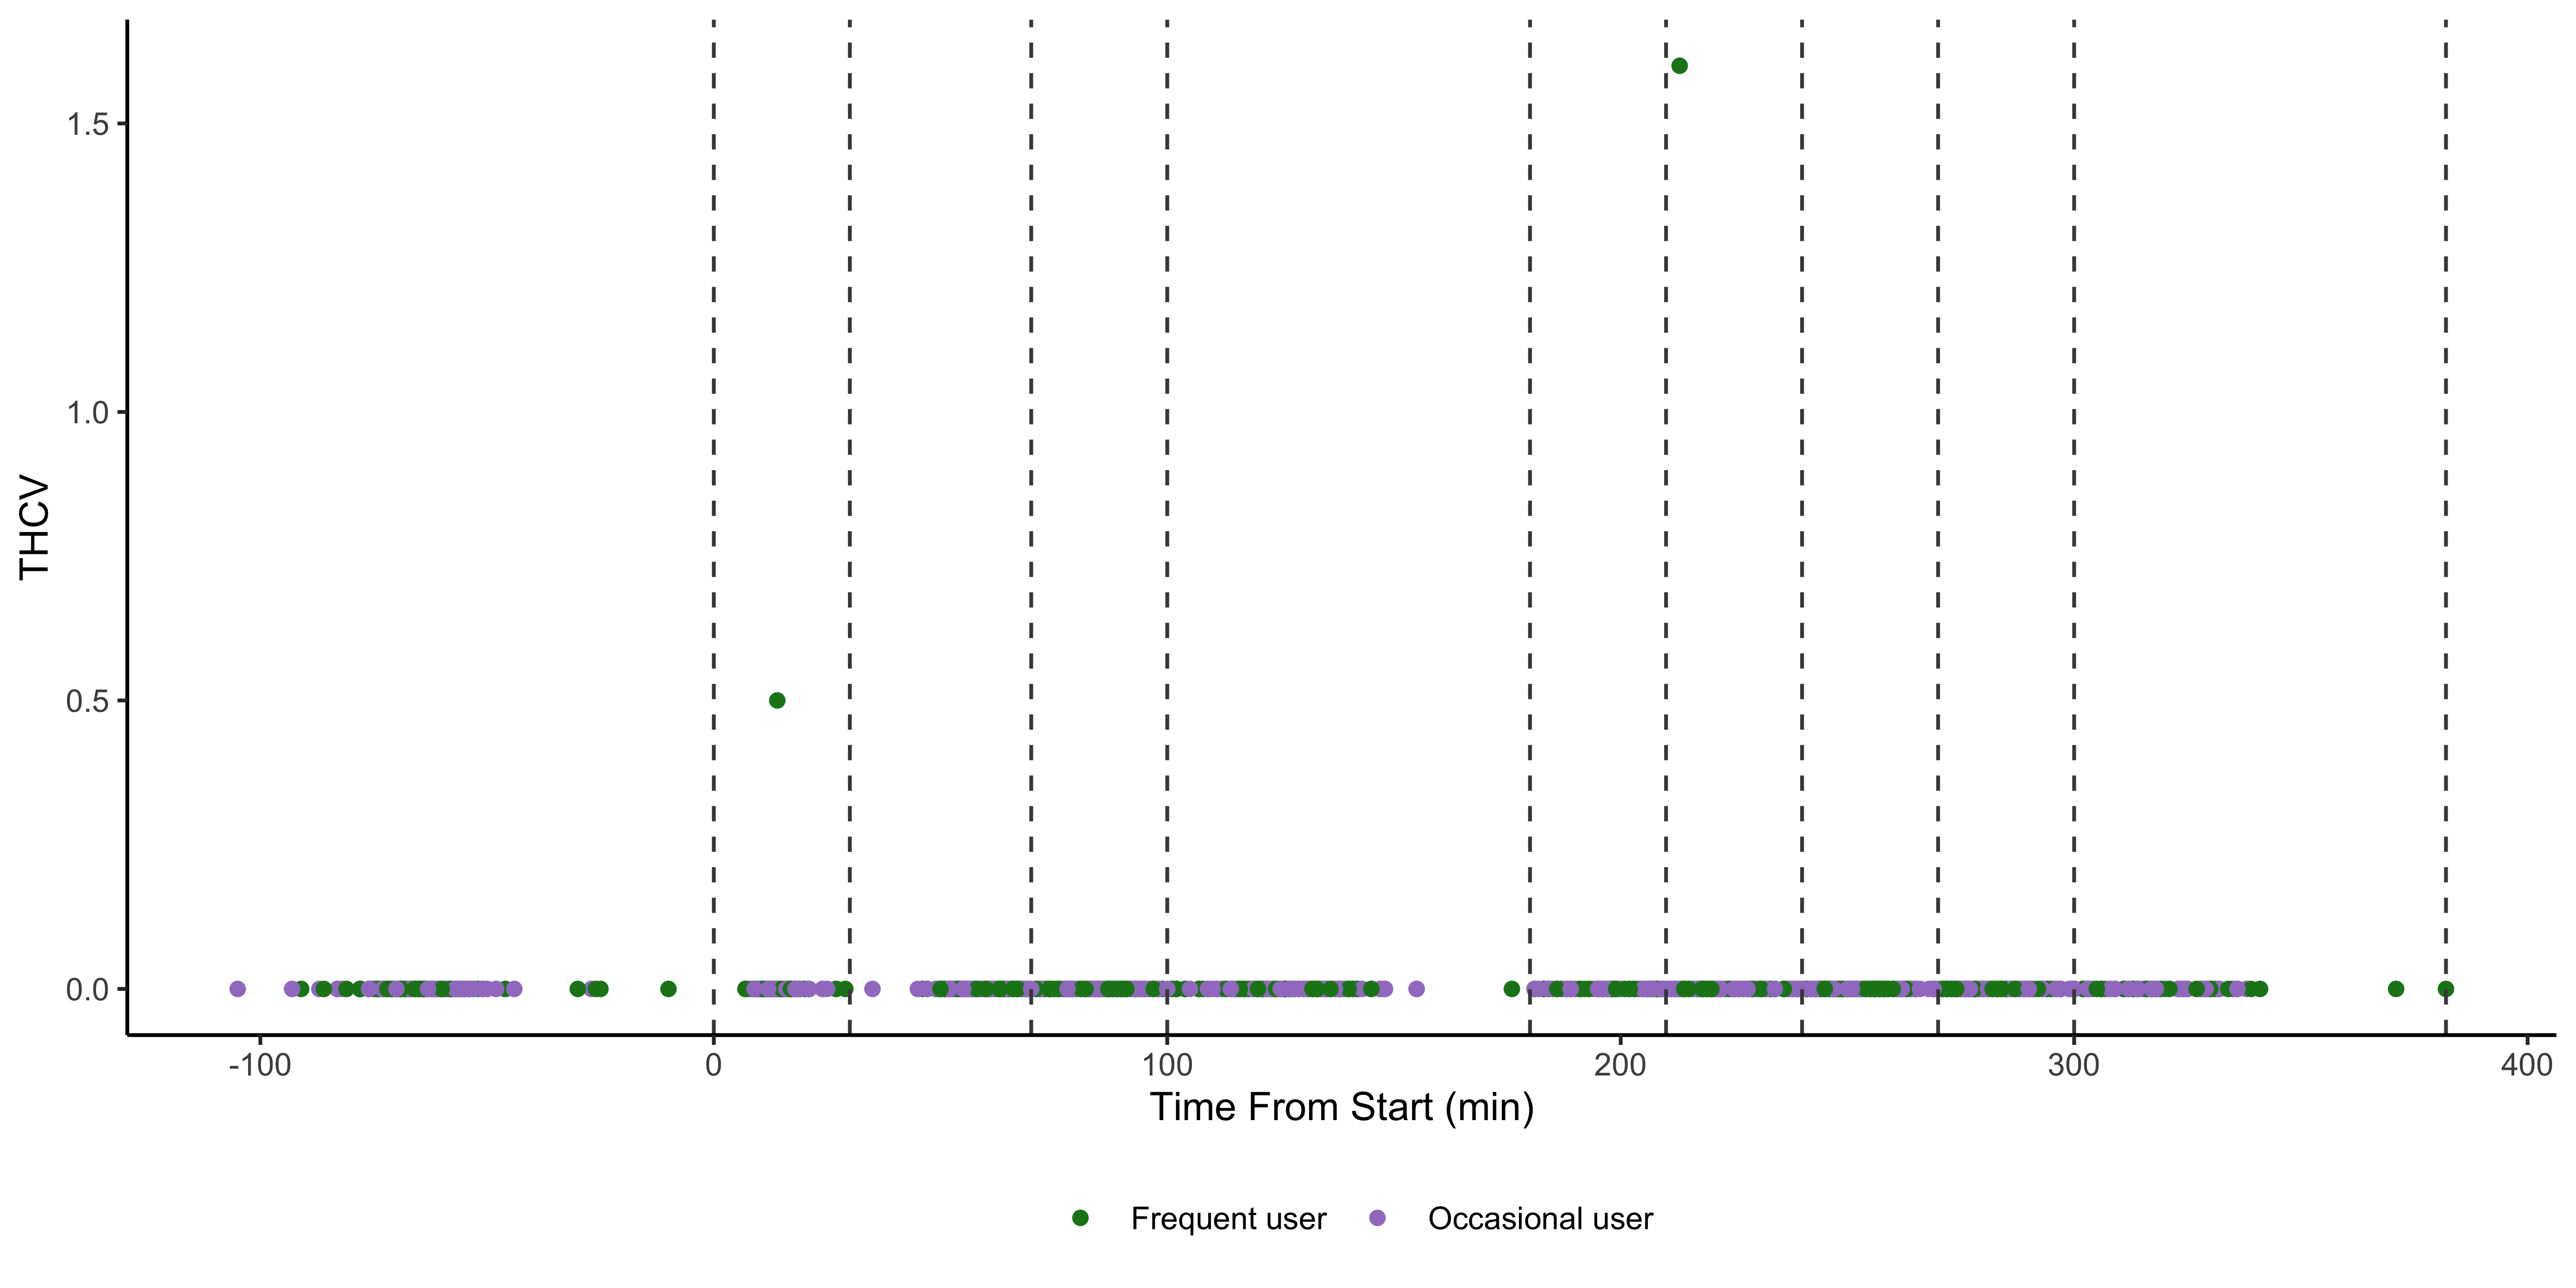 1.5
1.0
0.5
0.0
THCV
-100
0
100
200
300
400
Time From Start (min)
Frequent user
Occasional user